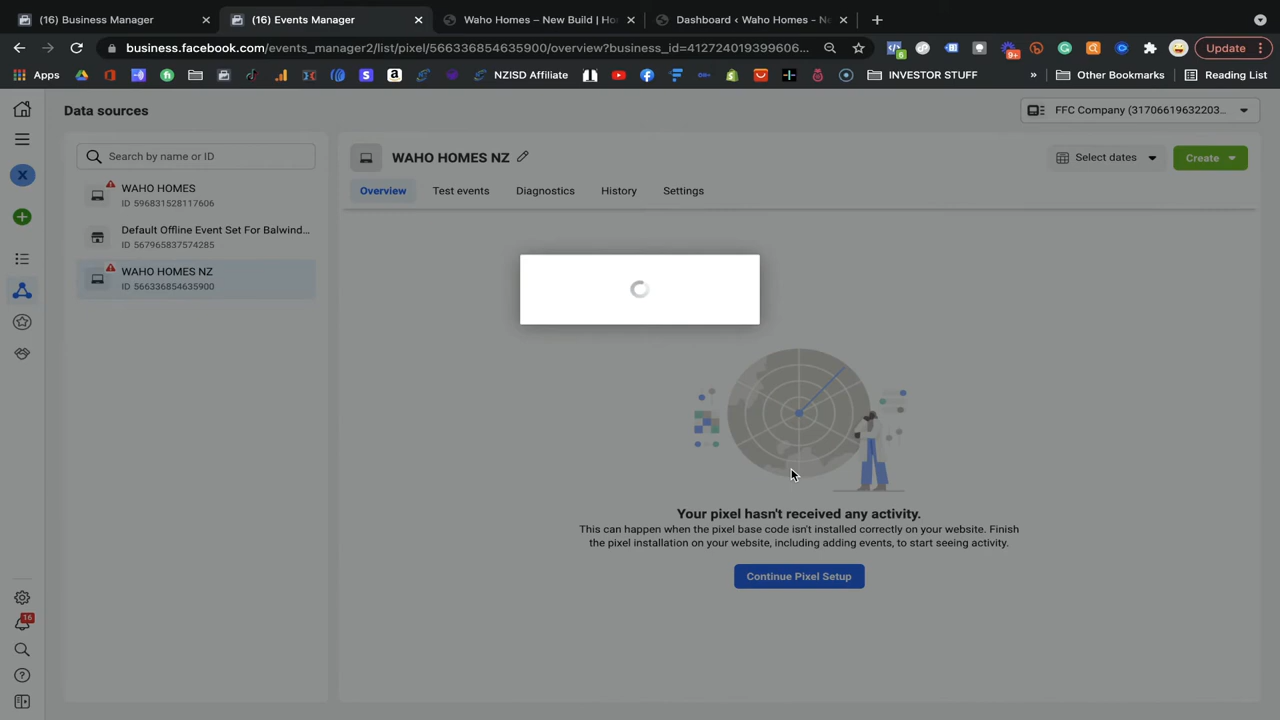 (16) Business Manager
(16) Events Manager
Waho Homes – New Build | Ho
Dashboard ‹ Waho Homes - Ne
business.facebook.com/events_manager2/list/pixel/566336854635900/overview?business_id=412724019399606...
6
9+
Update
Apps
NZISD Affiliate
INVESTOR STUFF
»
Other Bookmarks
Reading List
Data sources
FFC Company (31706619632203...
Search by name or ID
WAHO HOMES NZ
Select dates
Create
X
WAHO HOMES
ID 596831528117606
Overview
Test events
Diagnostics
History
Settings
Default Offline Event Set For Balwind...
ID 567965837574285
WAHO HOMES NZ
ID 566336854635900
Your pixel hasn't received any activity.
This can happen when the pixel base code isn't installed correctly on your website. Finish
the pixel installation on your website, including adding events, to start seeing activity.
Continue Pixel Setup
16